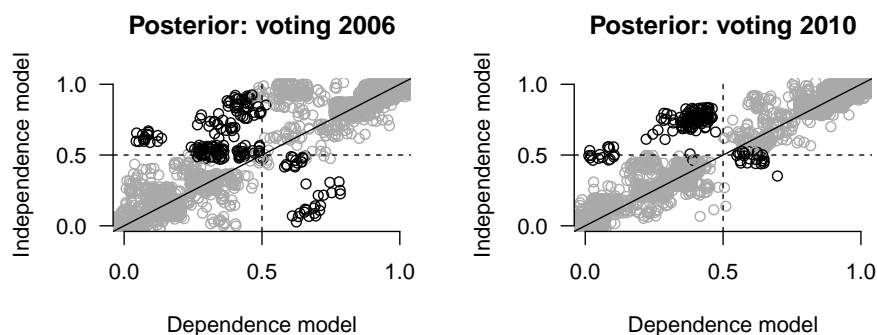 Posterior: voting 2006
Independence model
1.0
0.5
0.0
0.0 0.5 1.0
Dependence model
Posterior: voting 2010
Independence model
1.0
0.5
0.0
0.0 0.5 1.0
Dependence model